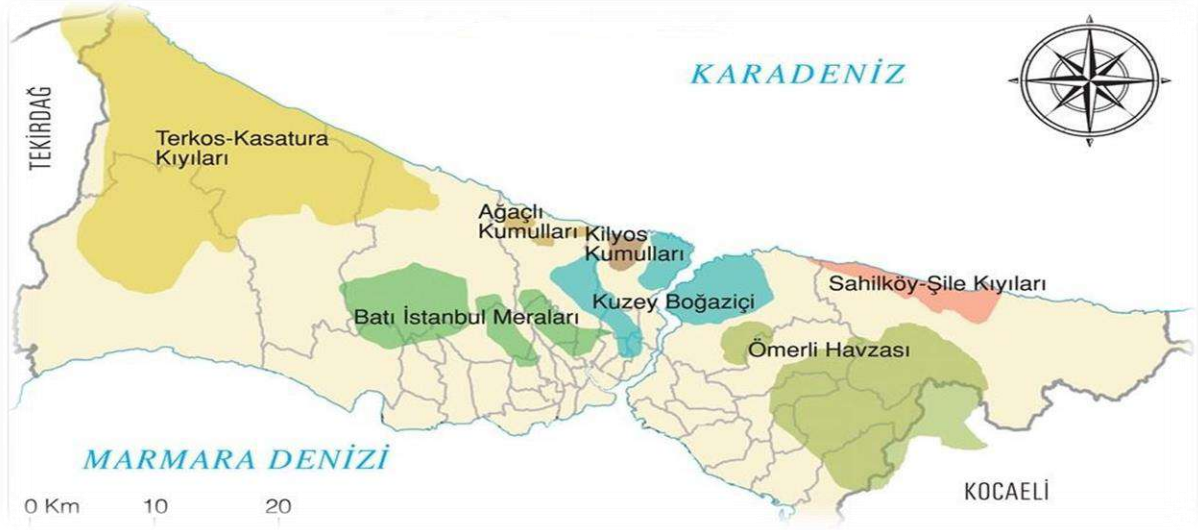 KARADENİZ
TEKİRDAĞ
Terkos-Kasatura
Kıyıları
Ağaçlı
Kumulları
Kilyos
Kumulları
Sahilköy-Şile Kıyıları
Kuzey Boğaziçi
Batı İstanbul Meraları
Ömerli Havzası
MARMARA DENİZİ
KOCAELİ
0 Km 10 20